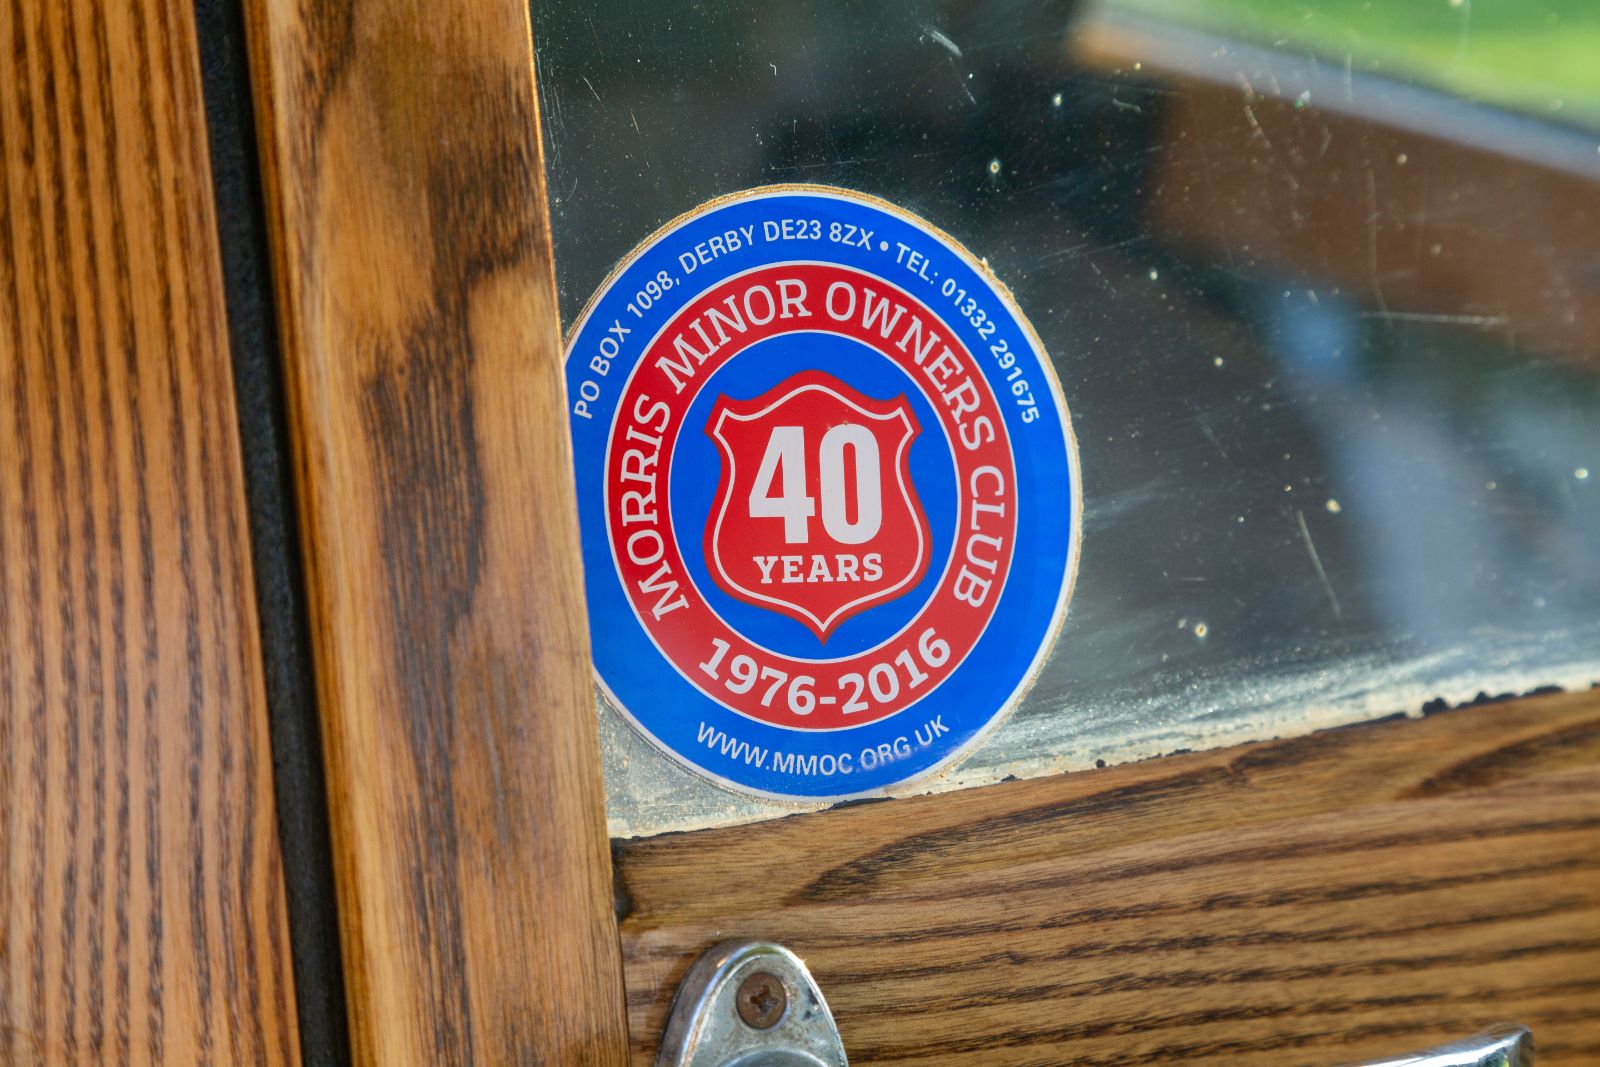 PO BOX 1098, DERBY DE23 8ZX • TEL: 01332 291675
MORRIS MINOR OWNERS CLUB
40
YEARS
1976-2016
WWW.MMOC.ORG.UK